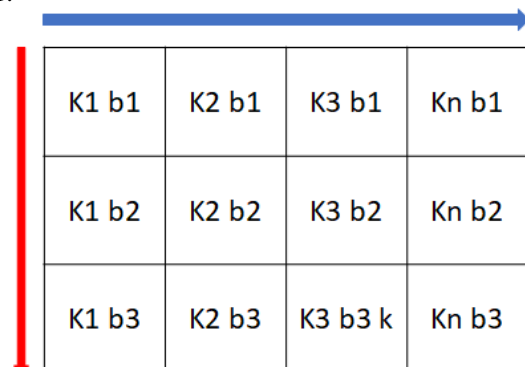 K1 b1 K2 b1 K3 b1 Kn b1
K1 b2 K2 b2 K3 b2 Kn b2
K1 b3 K2 b3 K3 b3 k Kn b3